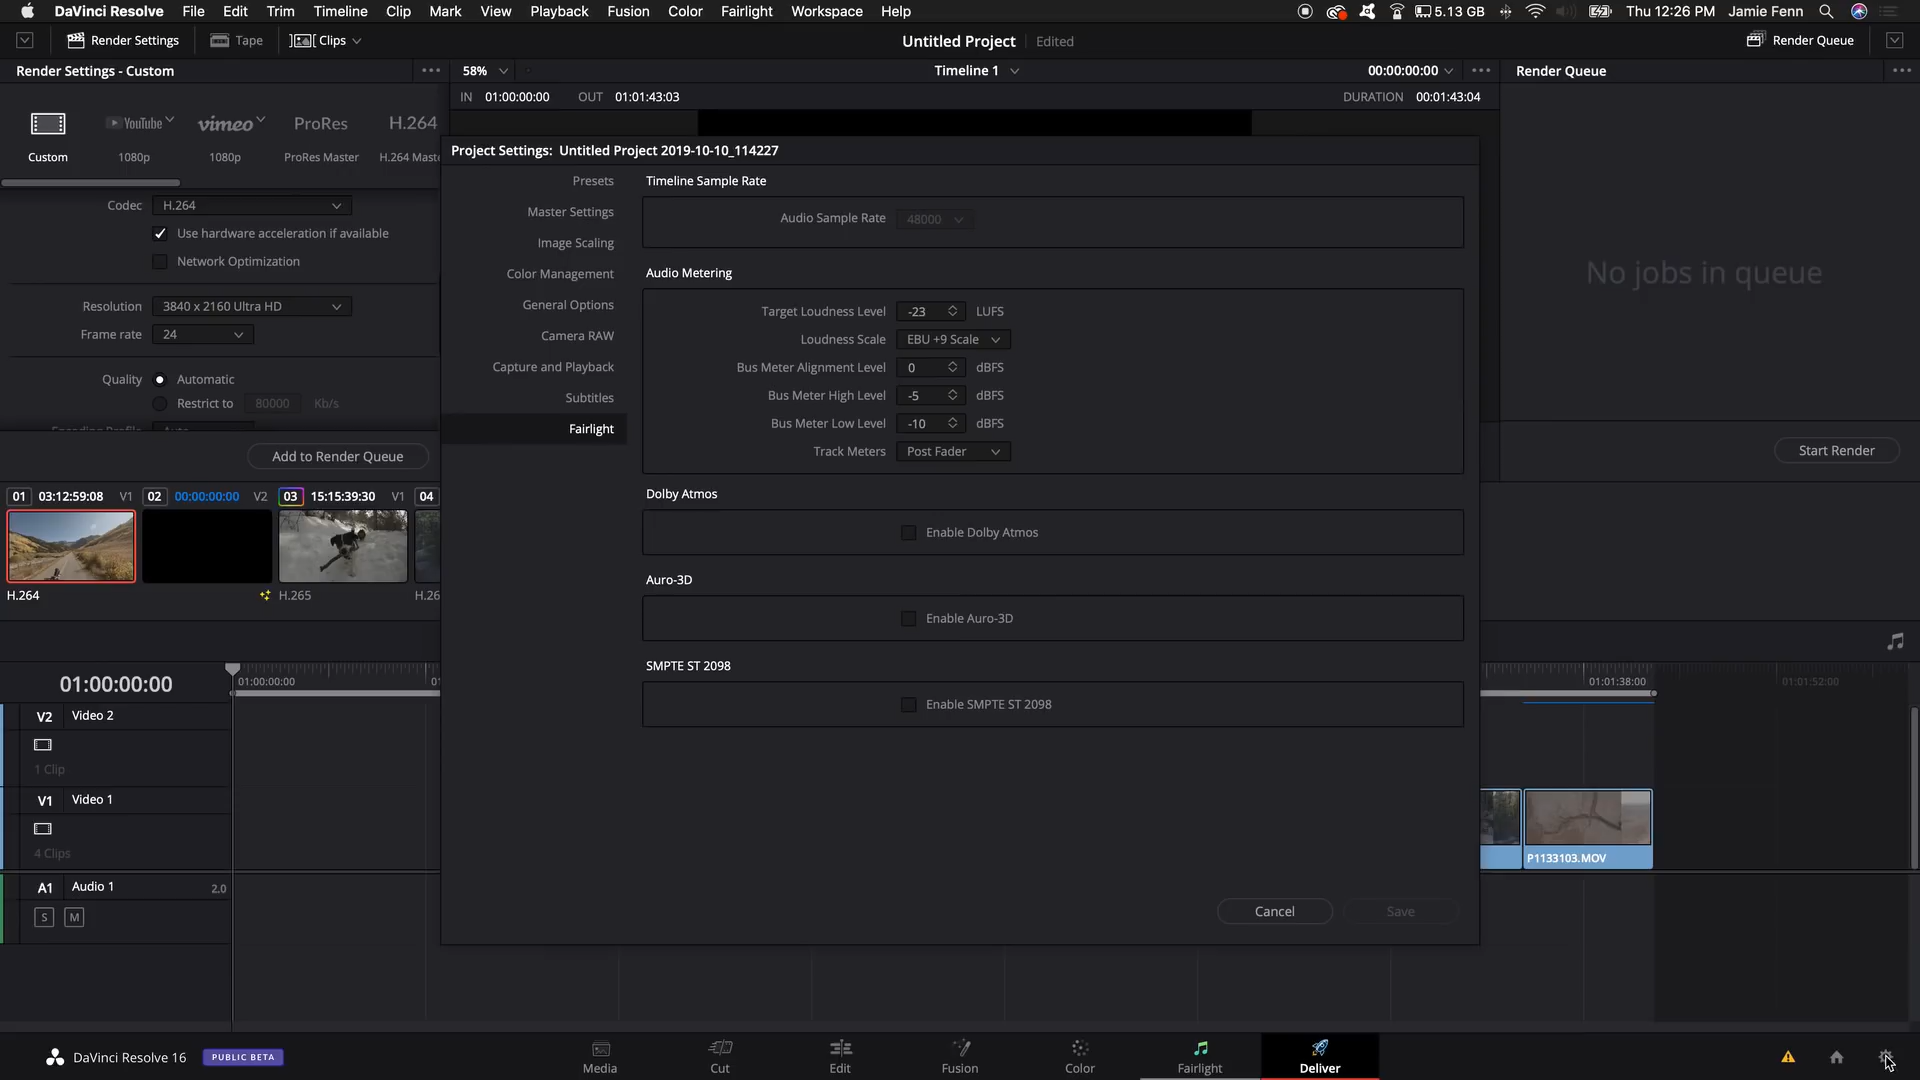 DaVinci Resolve File Edit Trim Timeline Clip Mark View Playback Fusion Color Fairlight Workspace Help 5.13 GB Thu 12:26 PM Jamie Fenn
Render Settings Tape Clips Untitled Project Edited Render Queue
Render Settings - Custom 58% Timeline 1 00:00:00:00 Render Queue
IN 01:00:00:00 OUT 01:01:43:03 DURATION 00:01:43:04
YouTube vimeo ProRes H.264
Custom 1080p 1080p ProRes Master H.264 Mast
Project Settings: Untitled Project 2019-10-10_114227
Presets
Master Settings
Image Scaling
Color Management
General Options
Camera RAW
Capture and Playback
Subtitles
Fairlight
Timeline Sample Rate
Audio Sample Rate 48000
Audio Metering
Target Loudness Level -23 LUFS
Loudness Scale EBU +9 Scale
Bus Meter Alignment Level 0 dBFS
Bus Meter High Level -5 dBFS
Bus Meter Low Level -10 dBFS
Track Meters Post Fader
Dolby Atmos
Enable Dolby Atmos
Auro-3D
Enable Auro-3D
SMPTE ST 2098
Enable SMPTE ST 2098
Cancel Save
Codec H.264
Use hardware acceleration if available
Network Optimization
Resolution 3840 x 2160 Ultra HD
Frame rate 24
Quality Automatic
Restrict to 80000 Kb/s
Add to Render Queue
No jobs in queue
Start Render
01 03:12:59:08 V1 02 00:00:00:00 V2 03 15:15:39:30 V1 04
H.264 H.265 H.26
01:00:00:00 01:00:00:00 01:01:38:00 01:01:52:00
V2 Video 2
1 Clip
V1 Video 1
4 Clips
P1133103.MOV
A1 Audio 1 2.0
S M
DaVinci Resolve 16 PUBLIC BETA Media Cut Edit Fusion Color Fairlight Deliver